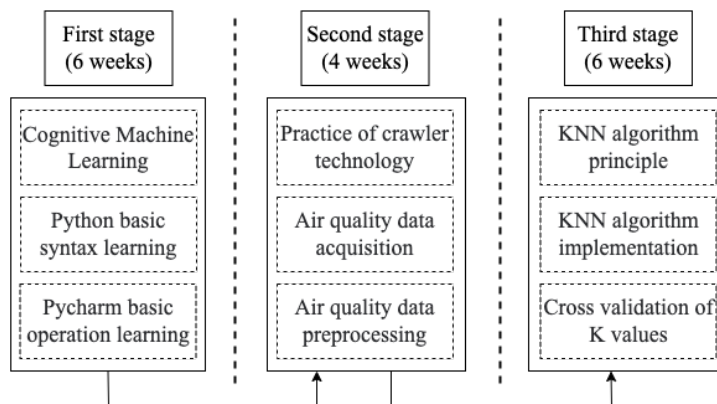 First stage
(6 weeks)
Second stage
(4 weeks)
Third stage
(6 weeks)
Cognitive Machine
Learning
Python basic
syntax learning
Pycharm basic
operation learning
Practice of crawler
technology
Air quality data
acquisition
Air quality data
preprocessing
KNN algorithm
principle
KNN algorithm
implementation
Cross validation of
K values